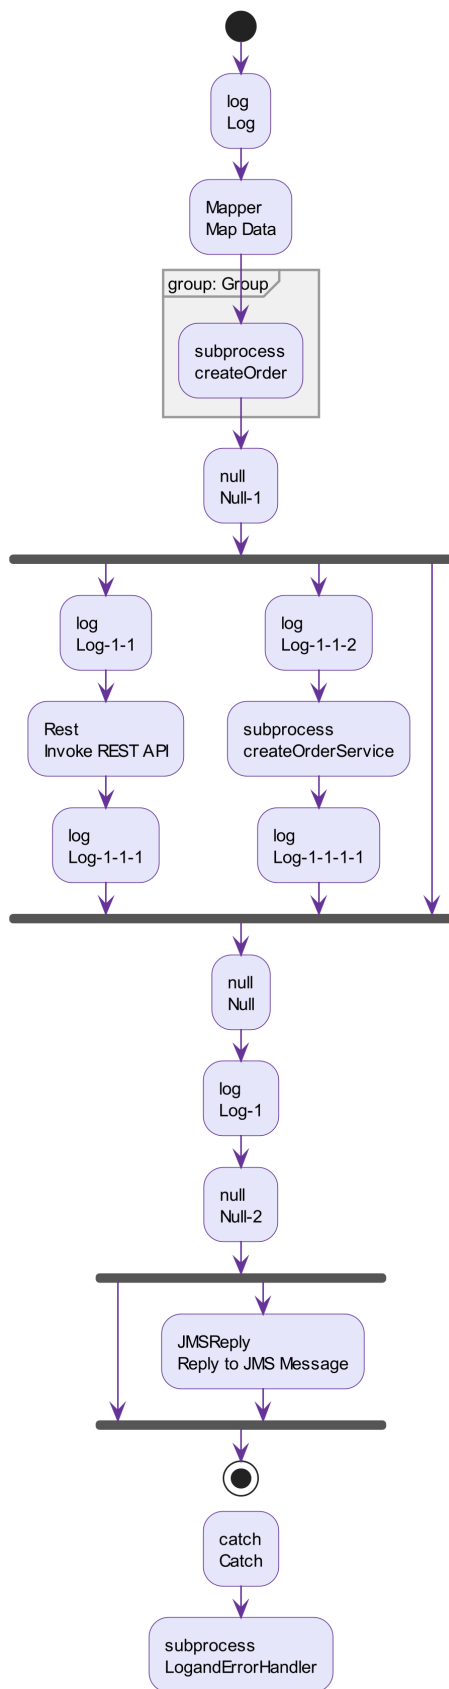 log
Log
Mapper
Map Data
group: Group
subprocess
createOrder
null
Null-1
log
Log-1-1
Rest
Invoke REST API
log
Log-1-1-1
log
Log-1-1-2
subprocess
createOrderService
log
Log-1-1-1-1
null
Null
log
Log-1
null
Null-2
JMSReply
Reply to JMS Message
catch
Catch
subprocess
LogandErrorHandler